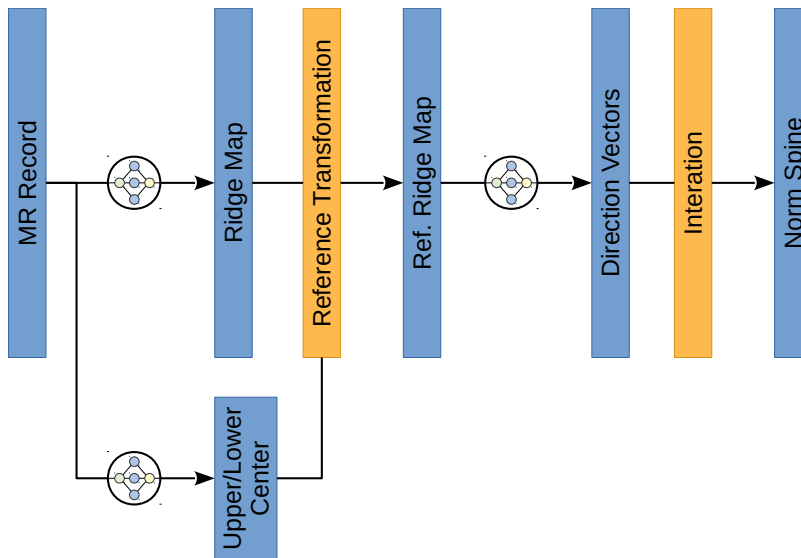 MR Record
Ridge Map
Reference Transformation
Ref. Ridge Map
Direction Vectors
Interation
Norm Spine
Upper/Lower
Center